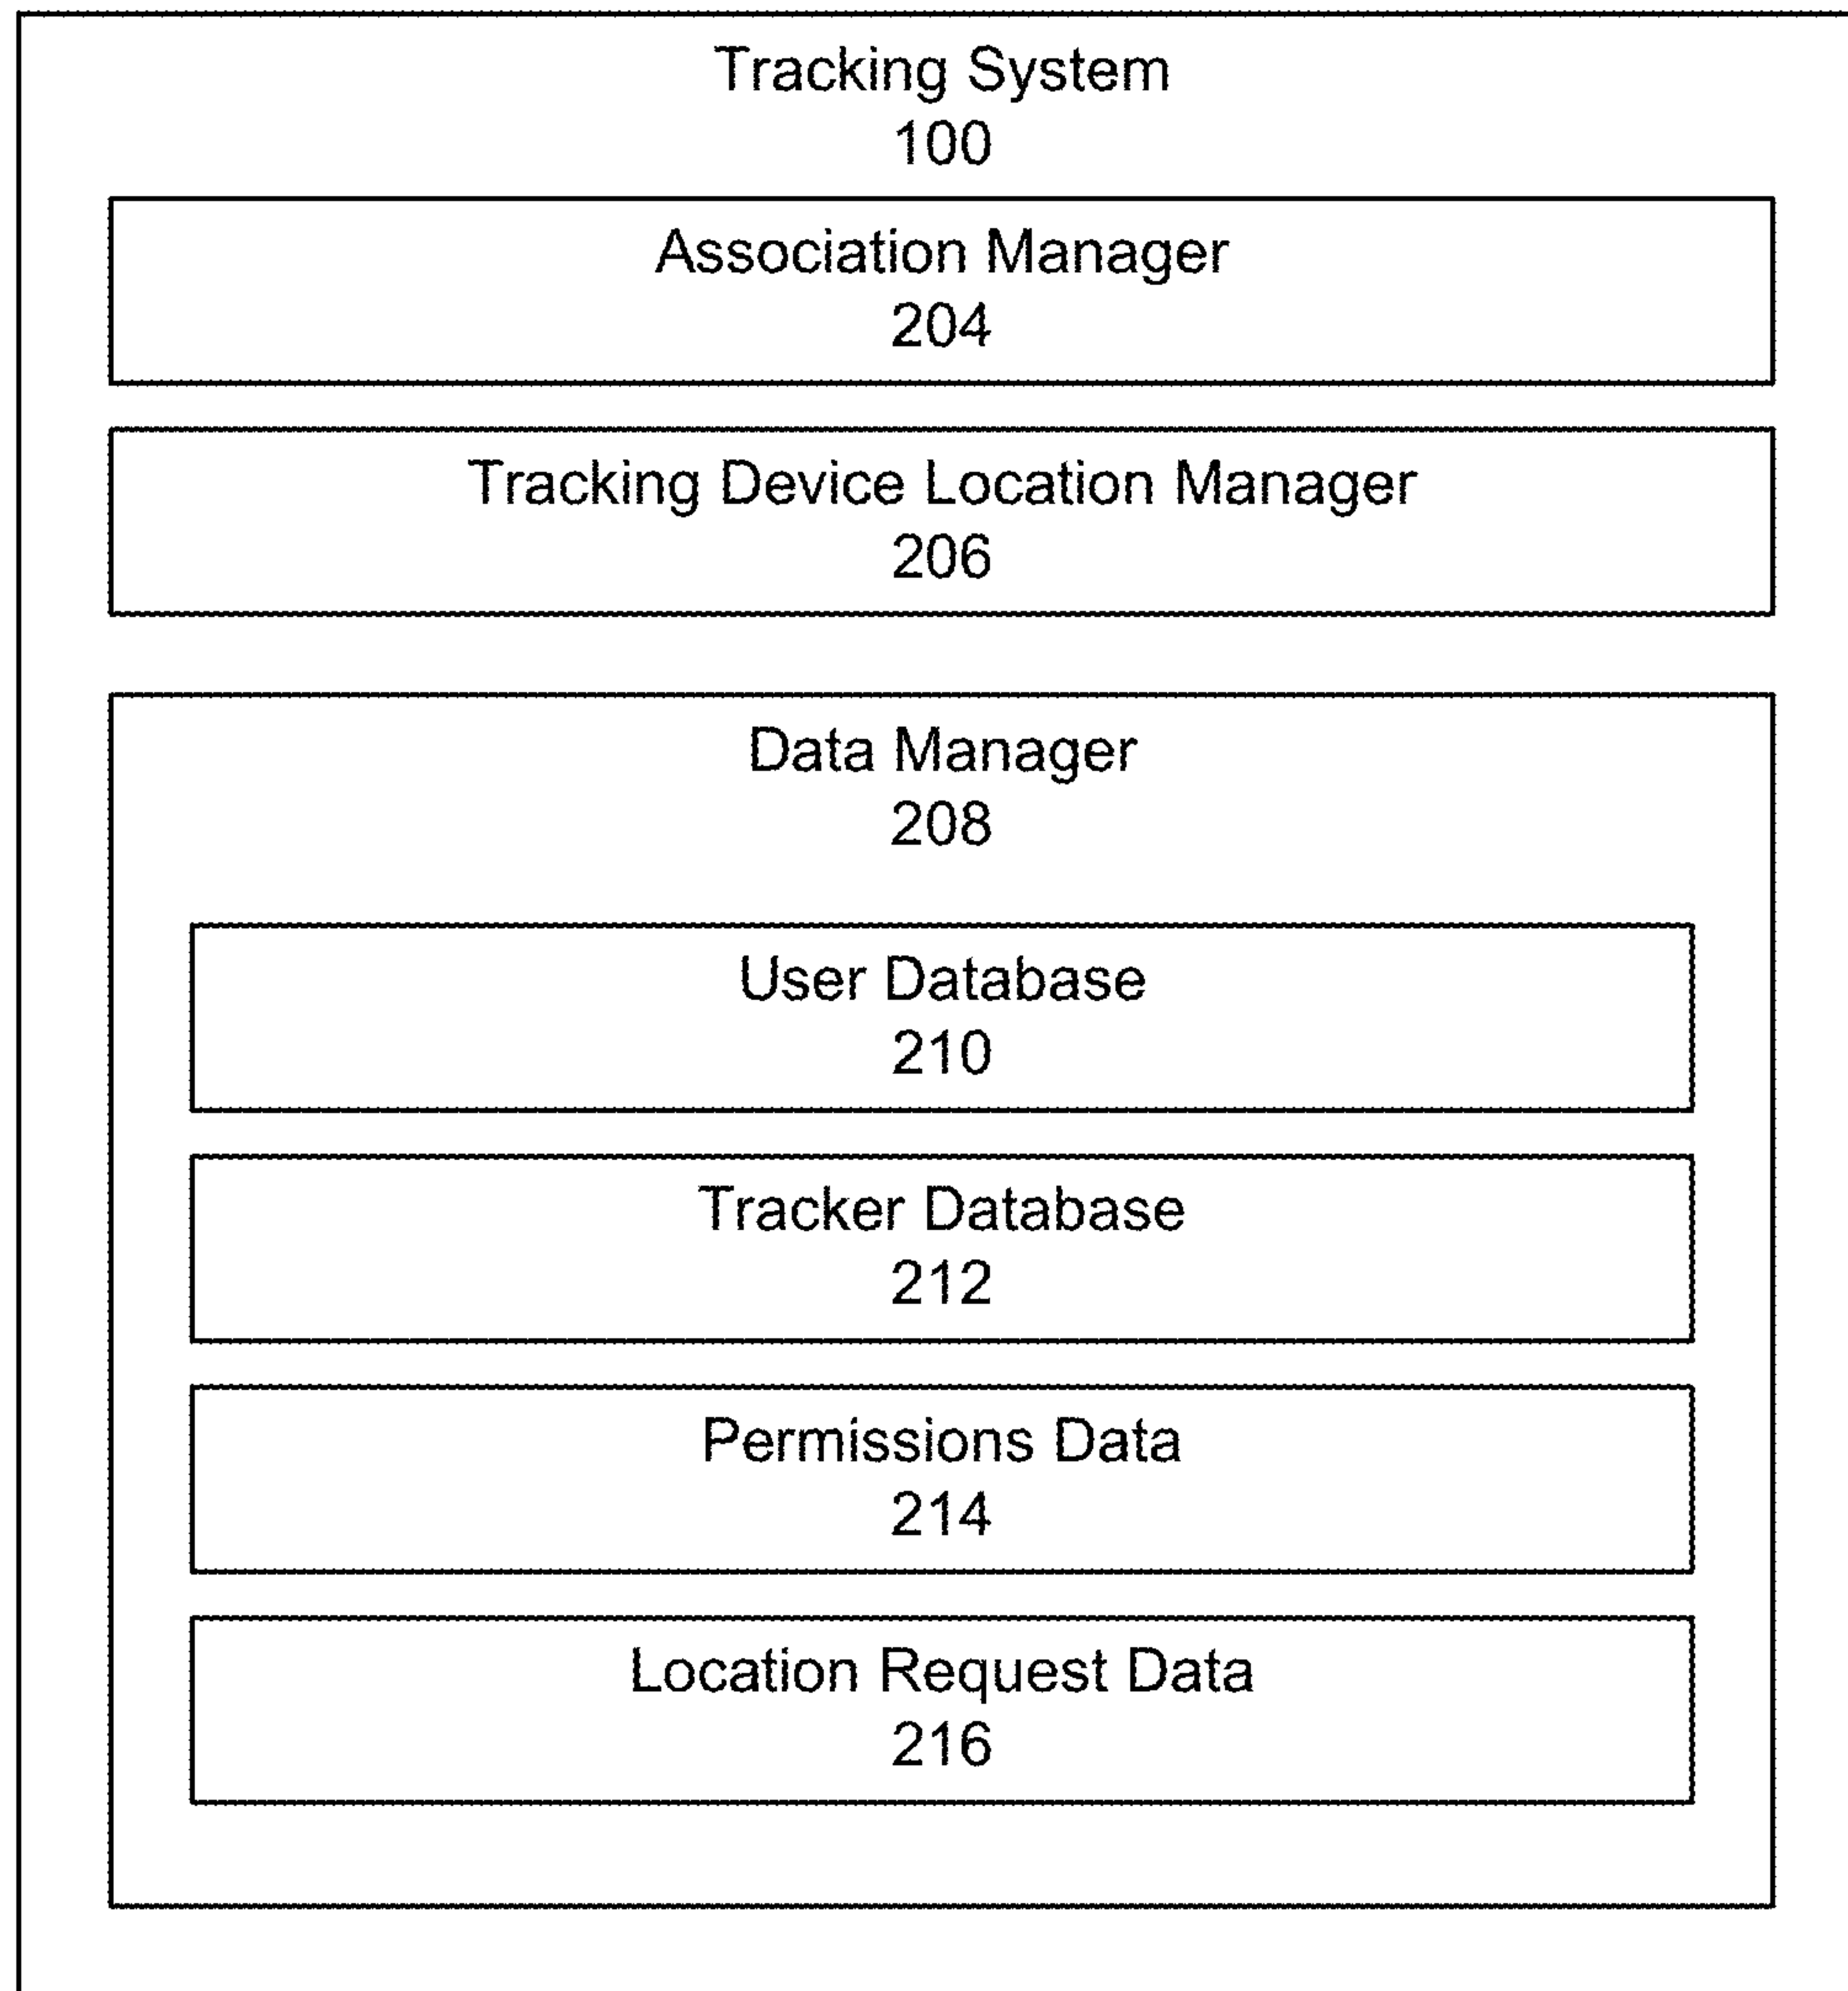 Tracking System
100
Association Manager
204
Tracking Device Location Manager
206
Data Manager
208
User Database
210
Tracker Database
212
Permissions Data
214
Location Request Data
216